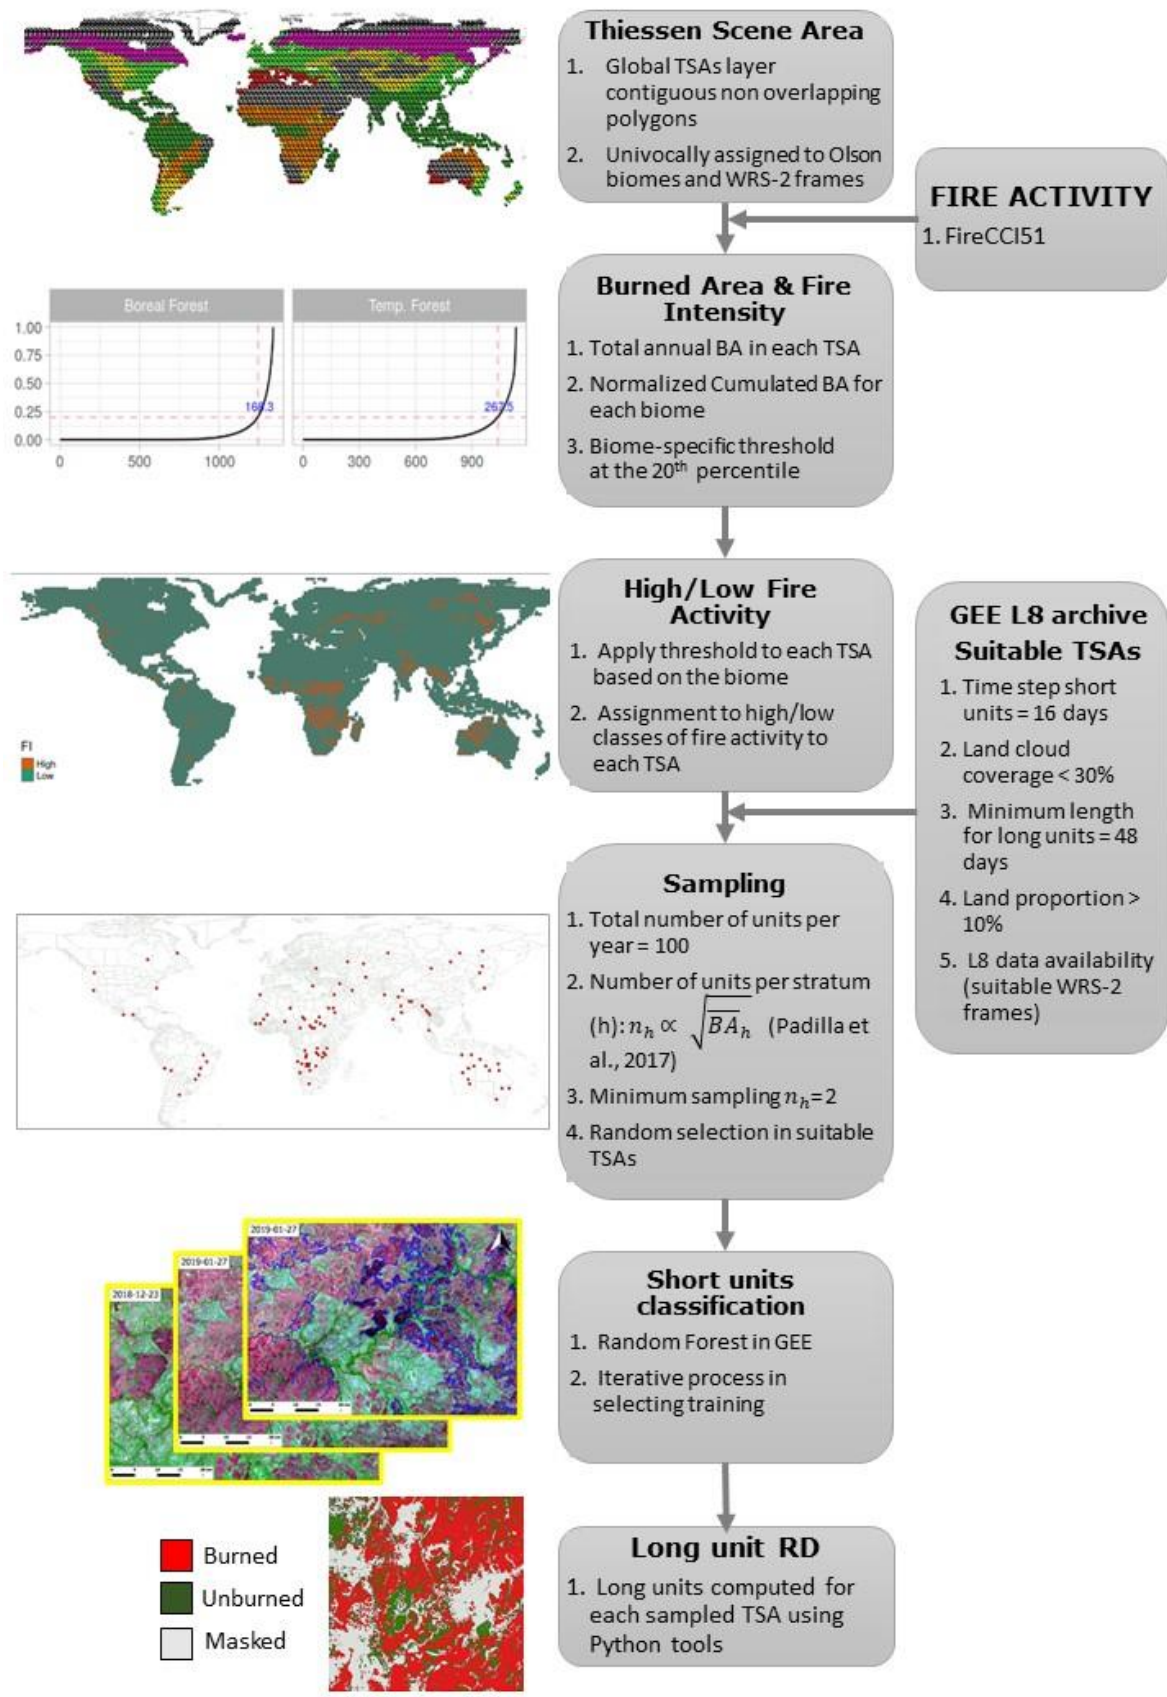 Thiessen Scene Area
1. Global TSAs layer
contiguous non overlapping
polygons
2. Univocally assigned to Olson
biomes and WRS-2 frames
FIRE ACTIVITY
1. FireCCI51
Boreal Forest
Temp. Forest
1.00
0.75
0.50
0.25
0.00
168.3
267.5
0
500
1000
0
300
600
900
Burned Area & Fire
Intensity
1. Total annual BA in each TSA
2. Normalized Cumulated BA for
each biome
3. Biome-specific threshold
at the 20th percentile
FI
High
Low
High/Low Fire
Activity
1. Apply threshold to each TSA
based on the biome
2. Assignment to high/low
classes of fire activity to
each TSA
GEE L8 archive
Suitable TSAs
1. Time step short
units = 16 days
2. Land cloud
coverage < 30%
3. Minimum length
for long units = 48
days
4. Land proportion >
10%
5. L8 data availability
(suitable WRS-2
frames)
Sampling
1. Total number of units per
year = 100
2. Number of units per stratum
(h): n_h ∝ √(B̅A̅_h) (Padilla et
al., 2017)
3. Minimum sampling n_h=2
4. Random selection in suitable
TSAs
2019-01-27
2019-01-27
2018-12-23
Short units
classification
1. Random Forest in GEE
2. Iterative process in
selecting training
Burned
Unburned
Masked
Long unit RD
1. Long units computed for
each sampled TSA using
Python tools